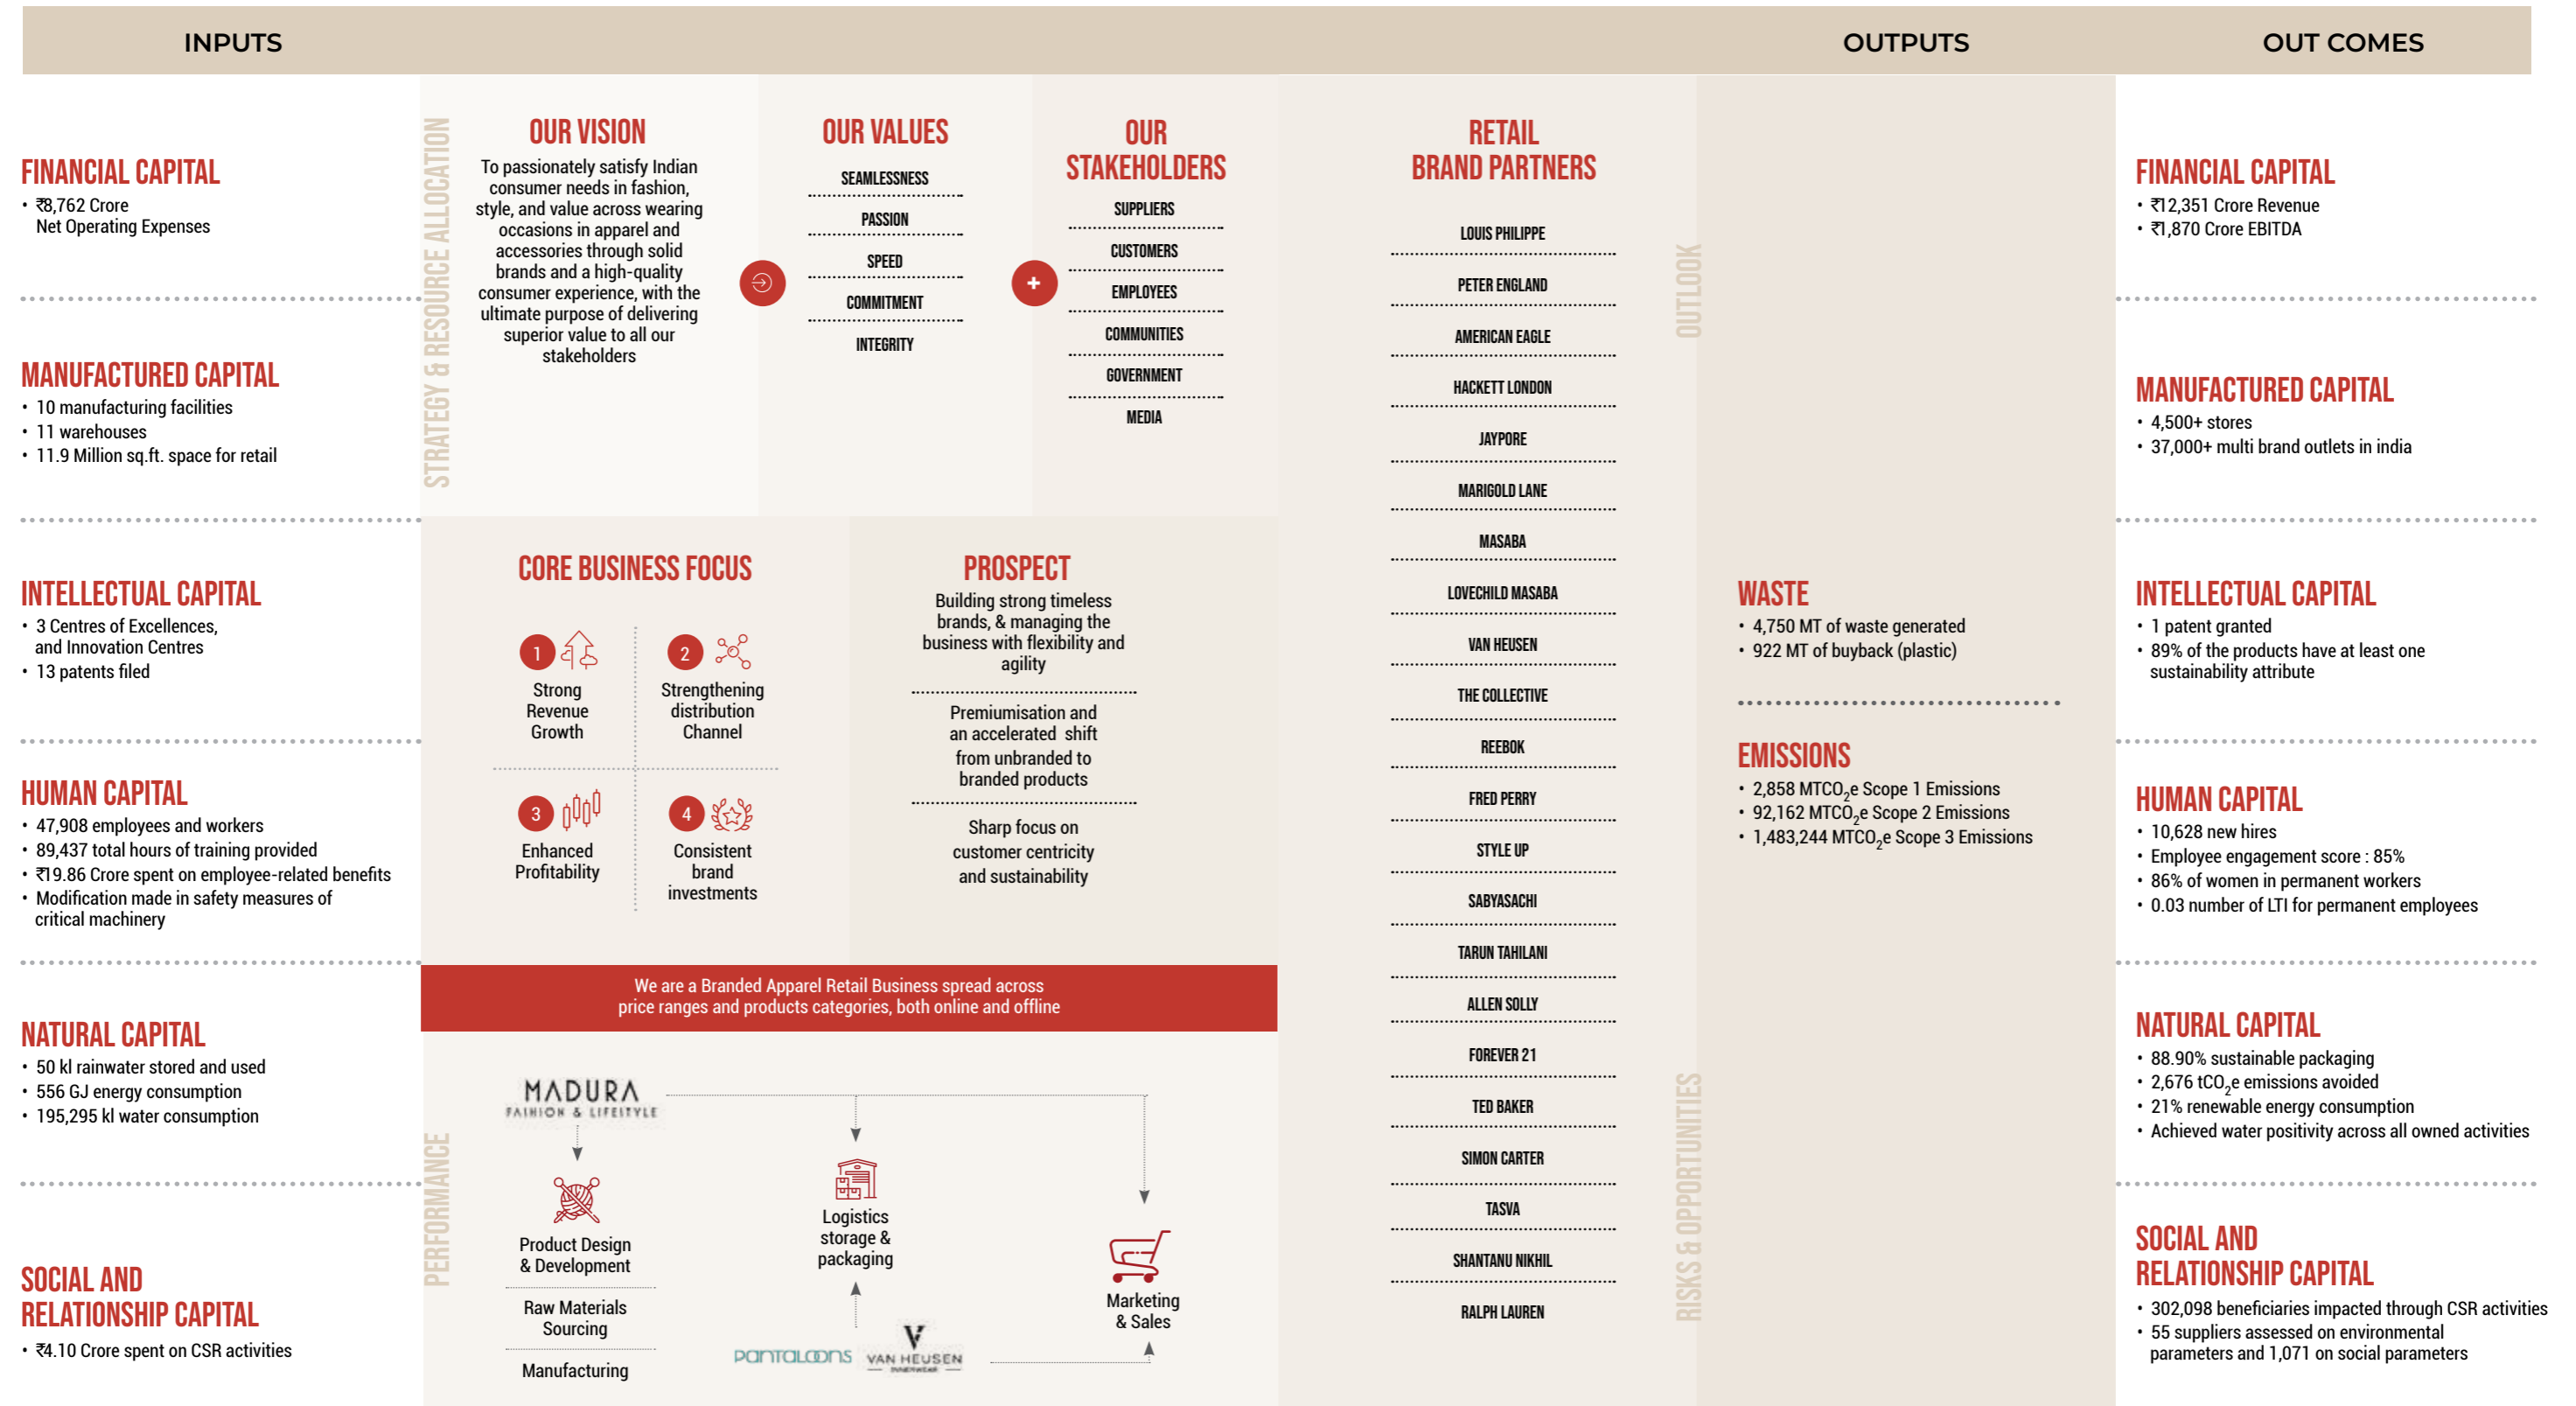 INPUTS
OUTPUTS
OUT COMES
FINANCIAL CAPITAL
• ₹8,762 Crore
Net Operating Expenses
MANUFACTURED CAPITAL
• 10 manufacturing facilities
• 11 warehouses
• 11.9 Million sq.ft. space for retail
INTELLECTUAL CAPITAL
• 3 Centres of Excellences,
and Innovation Centres
• 13 patents filed
HUMAN CAPITAL
• 47,908 employees and workers
• 89,437 total hours of training provided
• ₹19.86 Crore spent on employee-related benefits
• Modification made in safety measures of
critical machinery
NATURAL CAPITAL
• 50 kl rainwater stored and used
• 556 GJ energy consumption
• 195,295 kl water consumption
SOCIAL AND
RELATIONSHIP CAPITAL
• ₹4.10 Crore spent on CSR activities
STRATEGY & RESOURCE ALLOCATION
OUR VISION
To passionately satisfy Indian
consumer needs in fashion,
style, and value across wearing
occasions in apparel and
accessories through solid
brands and a high-quality
consumer experience, with the
ultimate purpose of delivering
superior value to all our
stakeholders
OUR VALUES
SEAMLESSNESS
PASSION
SPEED
COMMITMENT
INTEGRITY
OUR
STAKEHOLDERS
SUPPLIERS
CUSTOMERS
EMPLOYEES
COMMUNITIES
GOVERNMENT
MEDIA
CORE BUSINESS FOCUS
1
Strong
Revenue
Growth
2
Strengthening
distribution
Channel
3
Enhanced
Profitability
4
Consistent
brand
investments
PROSPECT
Building strong timeless
brands, & managing the
business with flexibility and
agility
Premiumisation and
an accelerated shift
from unbranded to
branded products
Sharp focus on
customer centricity
and sustainability
We are a Branded Apparel Retail Business spread across
price ranges and products categories, both online and offline
PERFORMANCE
MADURA
FASHION & LIFESTYLE
Product Design
& Development
Raw Materials
Sourcing
Manufacturing
Logistics
storage &
packaging
PANTALOONS
V
VAN HEUSEN
INNERWEAR
Marketing
& Sales
RETAIL
BRAND PARTNERS
LOUIS PHILIPPE
PETER ENGLAND
AMERICAN EAGLE
HACKETT LONDON
JAYPORE
MARIGOLD LANE
MASABA
LOVECHILD MASABA
VAN HEUSEN
THE COLLECTIVE
REEBOK
FRED PERRY
STYLE UP
SABYASACHI
TARUN TAHILANI
ALLEN SOLLY
FOREVER 21
TED BAKER
SIMON CARTER
TASVA
SHANTANU NIKHIL
RALPH LAUREN
OUTLOOK
RISKS & OPPORTUNITIES
WASTE
• 4,750 MT of waste generated
• 922 MT of buyback (plastic)
EMISSIONS
• 2,858 MTCO₂e Scope 1 Emissions
• 92,162 MTCO₂e Scope 2 Emissions
• 1,483,244 MTCO₂e Scope 3 Emissions
FINANCIAL CAPITAL
• ₹12,351 Crore Revenue
• ₹1,870 Crore EBITDA
MANUFACTURED CAPITAL
• 4,500+ stores
• 37,000+ multi brand outlets in india
INTELLECTUAL CAPITAL
• 1 patent granted
• 89% of the products have at least one
sustainability attribute
HUMAN CAPITAL
• 10,628 new hires
• Employee engagement score : 85%
• 86% of women in permanent workers
• 0.03 number of LTI for permanent employees
NATURAL CAPITAL
• 88.90% sustainable packaging
• 2,676 tCO₂e emissions avoided
• 21% renewable energy consumption
• Achieved water positivity across all owned activities
SOCIAL AND
RELATIONSHIP CAPITAL
• 302,098 beneficiaries impacted through CSR activities
• 55 suppliers assessed on environmental
parameters and 1,071 on social parameters